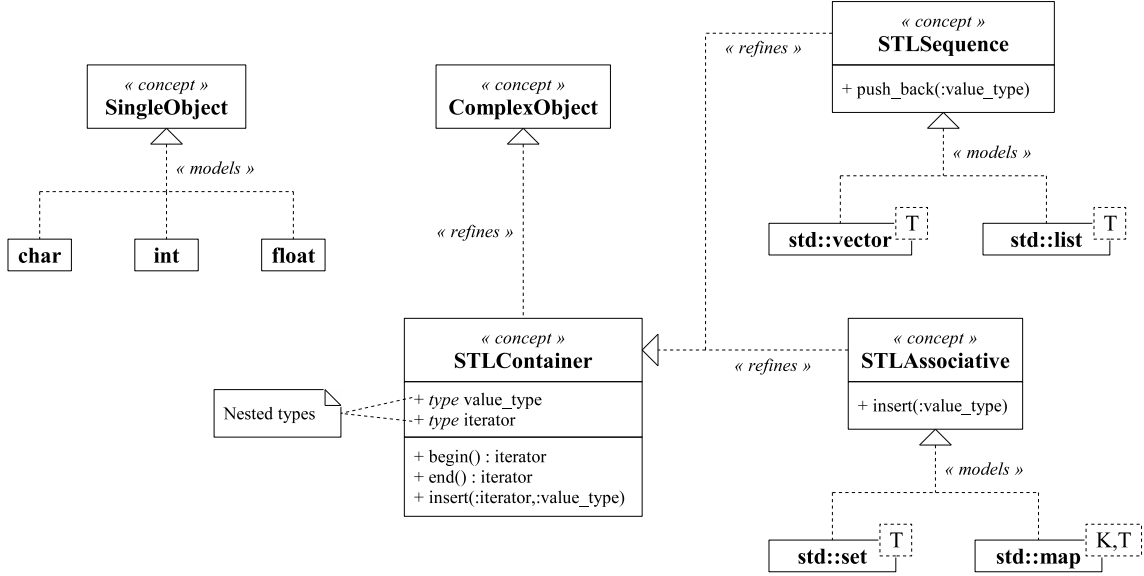 « concept »
SingleObject
« models »
char
int
float
« concept »
ComplexObject
« refines »
« concept »
STLContainer
+ type value_type
+ type iterator
+ begin() : iterator
+ end() : iterator
+ insert(:iterator,:value_type)
Nested types
« refines »
« concept »
STLSequence
+ push_back(:value_type)
« models »
std::vector
T
std::list
T
« refines »
« concept »
STLAssociative
+ insert(:value_type)
« models »
std::set
T
std::map
K,T